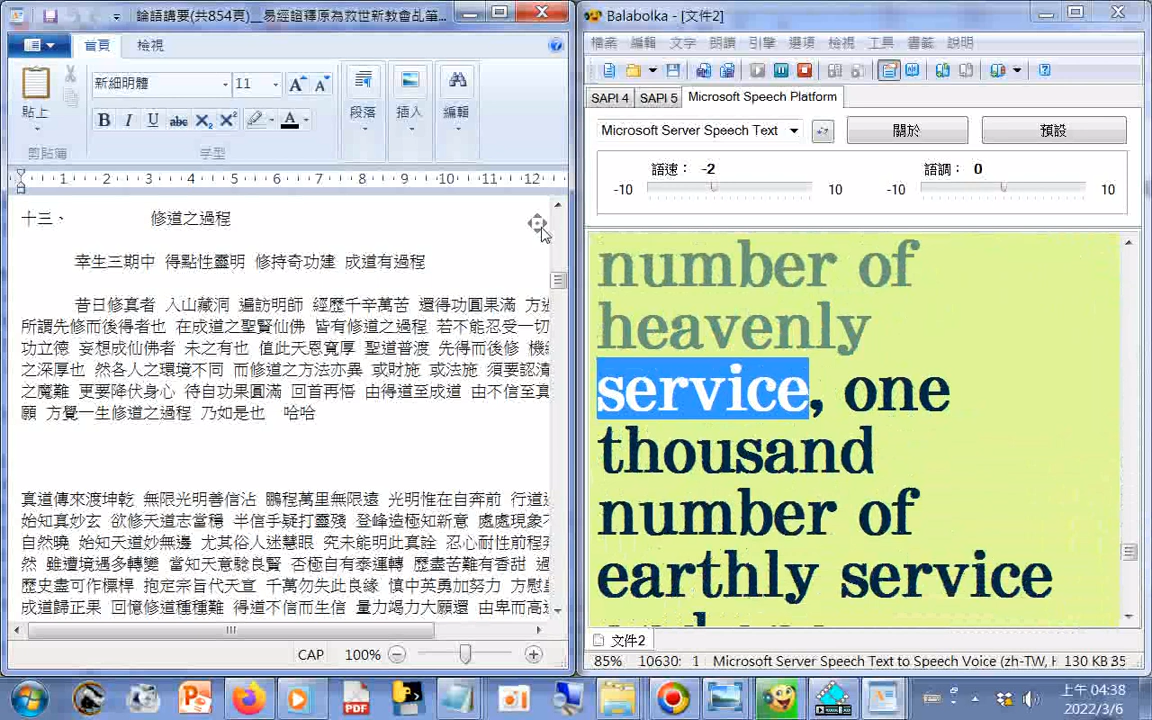 論語講要(共854頁)__易經證釋原為救世新教會乩筆...
首頁 檢視
貼上
剪貼簿
新細明體 11
B I U abc X₂ X²
字型
段落
插入
編輯
1 2 3 4 5 6 7 8 9 10 11 12
十三、 修道之過程
幸生三期中 得點性靈明 修持奇功建 成道有過程
昔日修真者 入山藏洞 遍訪明師 經歷千辛萬苦 還得功圓果滿 方
所謂先修而後得者也 在成道之聖賢仙佛 皆有修道之過程 若不能忍受一切
功立德 妄想成仙佛者 未之有也 值此天恩寬厚 聖道普渡 先得而後修 機
之深厚也 然各人之環境不同 而修道之方法亦異 或財施 或法施 須要認清
之魔難 更要降伏身心 待自功果圓滿 回首再悟 由得道至成道 由不信至真
願 方覺一生修道之過程 乃如是也 哈哈
真道傳來渡坤乾 無限光明善信沾 鵬程萬里無限遠 光明惟在自奔前 行道
始知真妙玄 欲修天道志當穩 半信手疑打靈殘 登峰造極知新意 處處現象
自然曉 始知天道妙無邊 尤其俗人迷慧眼 究未能明此真詮 忍心耐性前程
然 雖遭境遇多轉變 當知天意騐良賢 否極自有泰運轉 歷盡苦難有香甜 過
歷史盡可作標桿 抱定宗旨代天宣 千萬勿失此良緣 慎中英勇加努力 方慰
成道歸正果 回憶修道種種難 得道不信而生信 量力竭力大願還 由卑而高
CAP 100%
Balabolka - [文件2]
檔案 編輯 文字 朗讀 引擎 選項 檢視 工具 書籤 說明
SAPI 4 SAPI 5 Microsoft Speech Platform
Microsoft Server Speech Text 關於 預設
語速： -2 語調： 0
-10 10 -10 10
number of
heavenly
service, one
thousand
number of
earthly service
文件2
85% 10630: 1 Microsoft Server Speech Text to Speech Voice (zh-TW, 130 KB
上午 04:38
2022/3/6